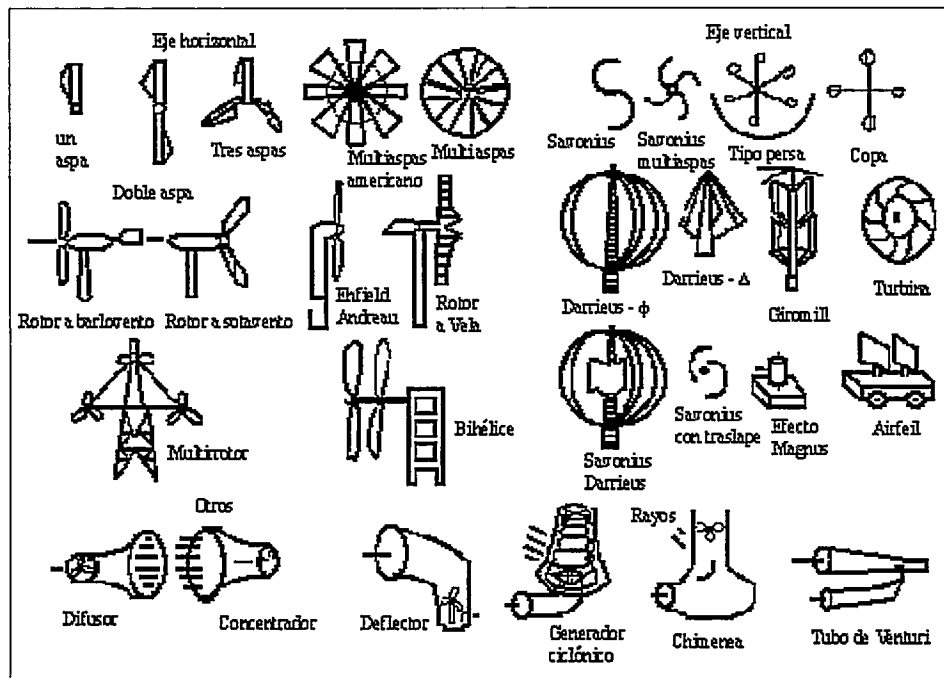 Eje horizontal
Eje vertical
un
aspa
Doble aspa
Tres aspas
Multiaspas
americano
Multiaspas
Savonius
Savonius
multiaspas
Tipo persa
Copa
Rotor a barlovento
Rotor a sotavento
Enfield
Andreau
Rotor
a Vela
Darrieus - ϕ
Darrieus - Δ
Giromill
Turbina
Multirrotor
Bihélice
Savonius
Darrieus
Savonius
con traslape
Efecto
Magnus
Airfeil
Otros
Difusor
Concentrador
Deflector
Generador
ciclónico
Rayos
Chimenea
Tubo de Venturi